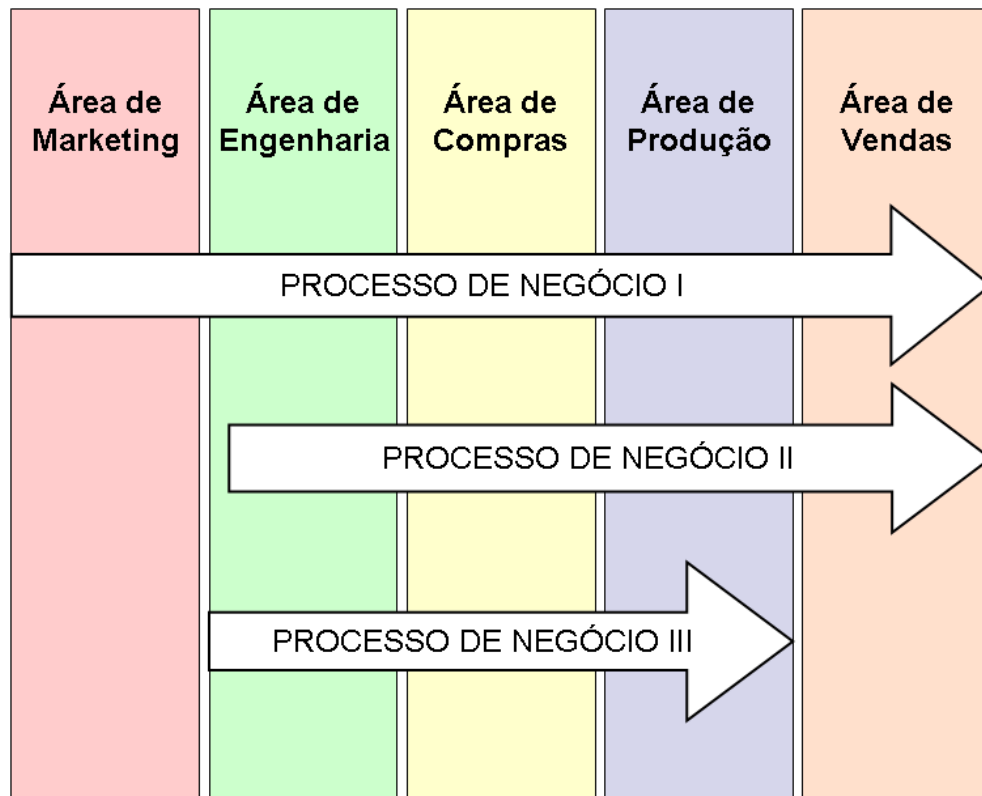 Área de
Marketing
Área de
Engenharia
Área de
Compras
Área de
Produção
Área de
Vendas
PROCESSO DE NEGÓCIO I
PROCESSO DE NEGÓCIO II
PROCESSO DE NEGÓCIO III